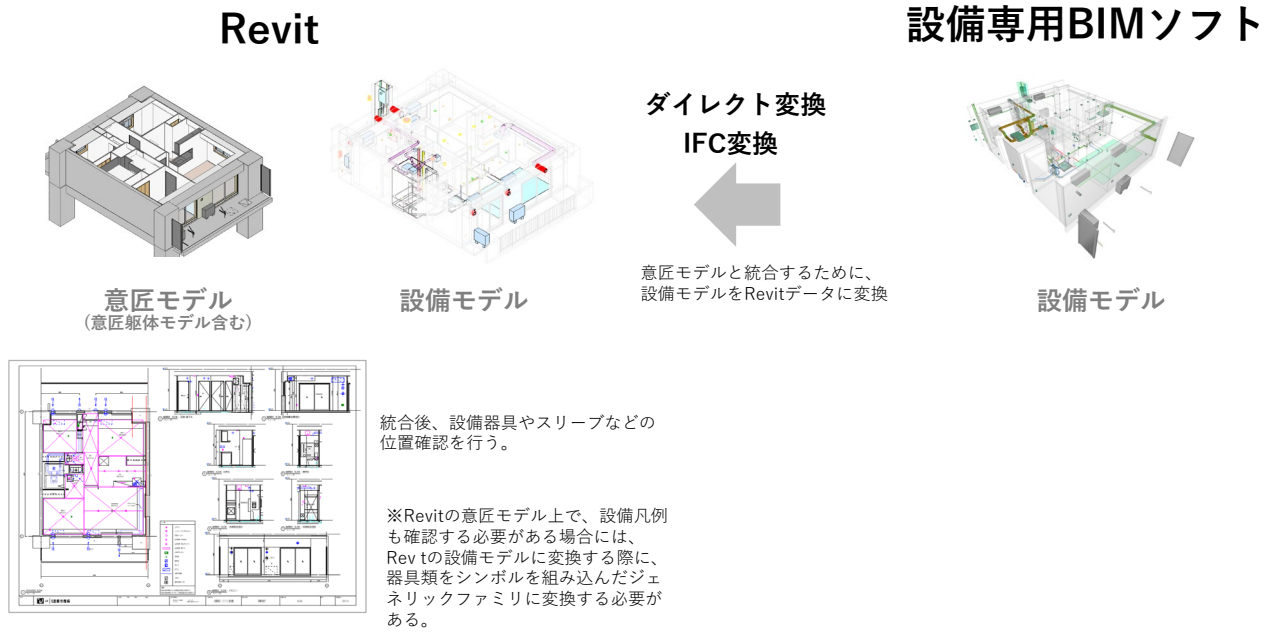 Revit
設備専用BIMソフト
ダイレクト変換
IFC変換
意匠モデルと統合するために、
設備モデルをRevitデータに変換
意匠モデル
(意匠躯体モデル含む)
設備モデル
設備モデル
統合後、設備器具やスリーブなどの
位置確認を行う。
※Revitの意匠モデル上で、設備凡例
も確認する必要がある場合には、
Rev tの設備モデルに変換する際に、
器具類をシンボルを組み込んだジェ
ネリックファミリに変換する必要が
ある。